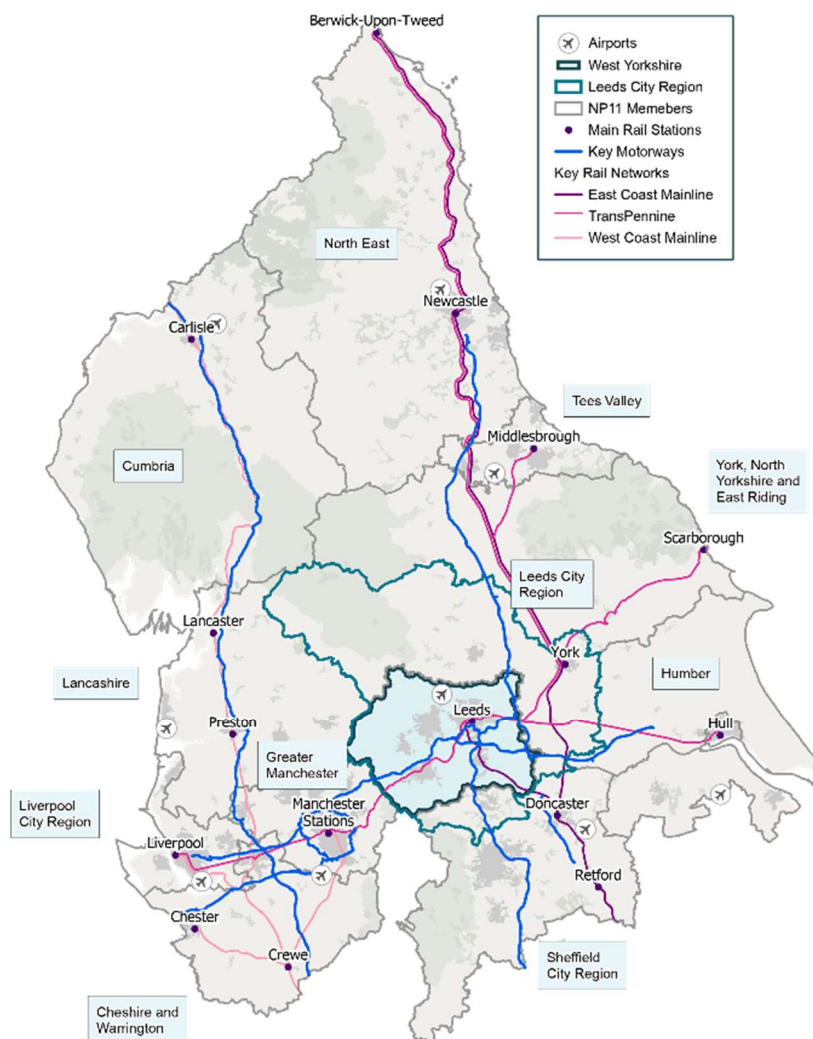 Berwick-Upon-Tweed
Airports
West Yorkshire
Leeds City Region
NP11 Memebers
Main Rail Stations
Key Motorways
Key Rail Networks
East Coast Mainline
TransPennine
West Coast Mainline
North East
Newcastle
Carlisle
Tees Valley
Middlesbrough
Cumbria
York, North
Yorkshire and
East Riding
Scarborough
Leeds City
Region
Lancaster
York
Lancashire
Humber
Leeds
Preston
Hull
Greater
Manchester
Liverpool
City Region
Manchester
Stations
Doncaster
Liverpool
Retford
Chester
Crewe
Sheffield
City Region
Cheshire and
Warrington